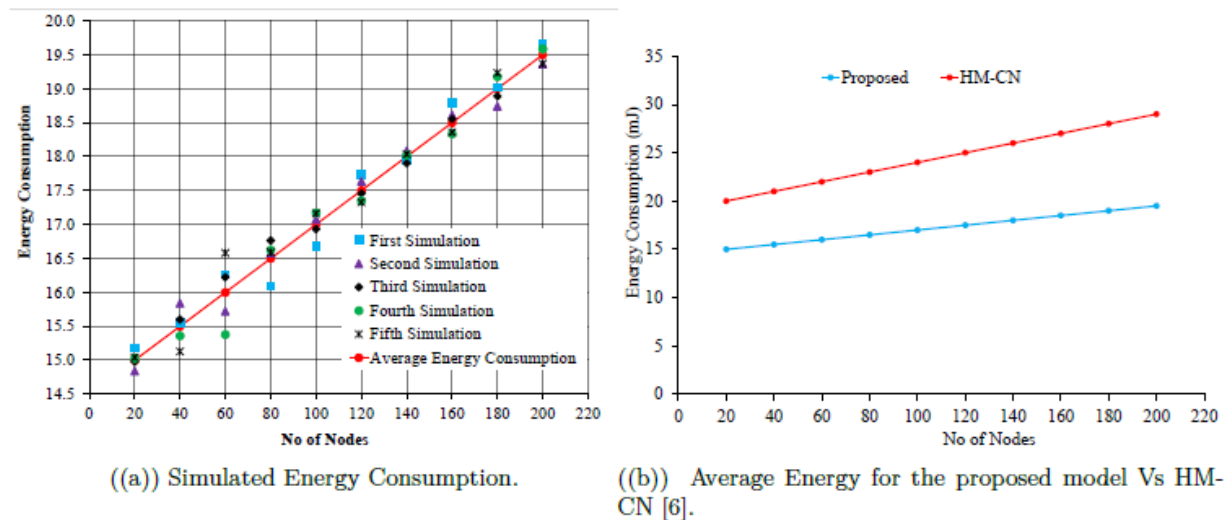 20.0
19.5
19.0
18.5
18.0
17.5
17.0
16.5
16.0
15.5
15.0
14.5
Energy Consumption
First Simulation
Second Simulation
Third Simulation
Fourth Simulation
Fifth Simulation
Average Energy Consumption
0 20 40 60 80 100 120 140 160 180 200 220
No of Nodes
((a)) Simulated Energy Consumption.
35
30
25
20
15
10
5
0
Energy Consumption (mJ)
Proposed HM-CN
0 20 40 60 80 100 120 140 160 180 200 220
No of Nodes
((b)) Average Energy for the proposed model Vs HM-
CN [6].